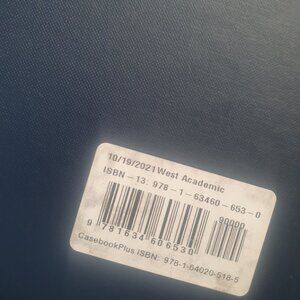 10/19/2021 West Academic
ISBN-13: 978-1-63460-653-0
90000
9 781634 606530
CasebookPlus ISBN: 978-1-64020-518-5